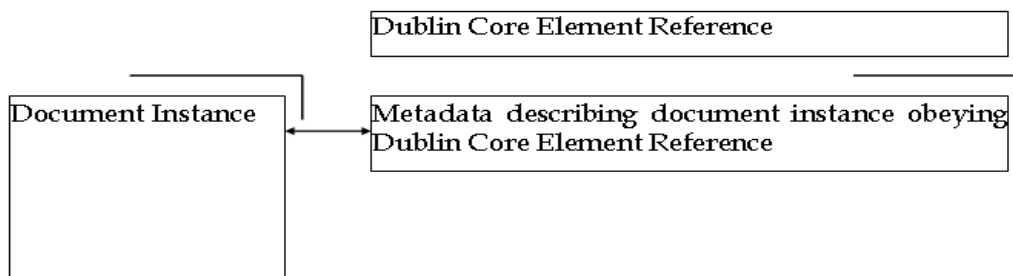 Dublin Core Element Reference
Document Instance
Metadata describing document instance obeying
Dublin Core Element Reference